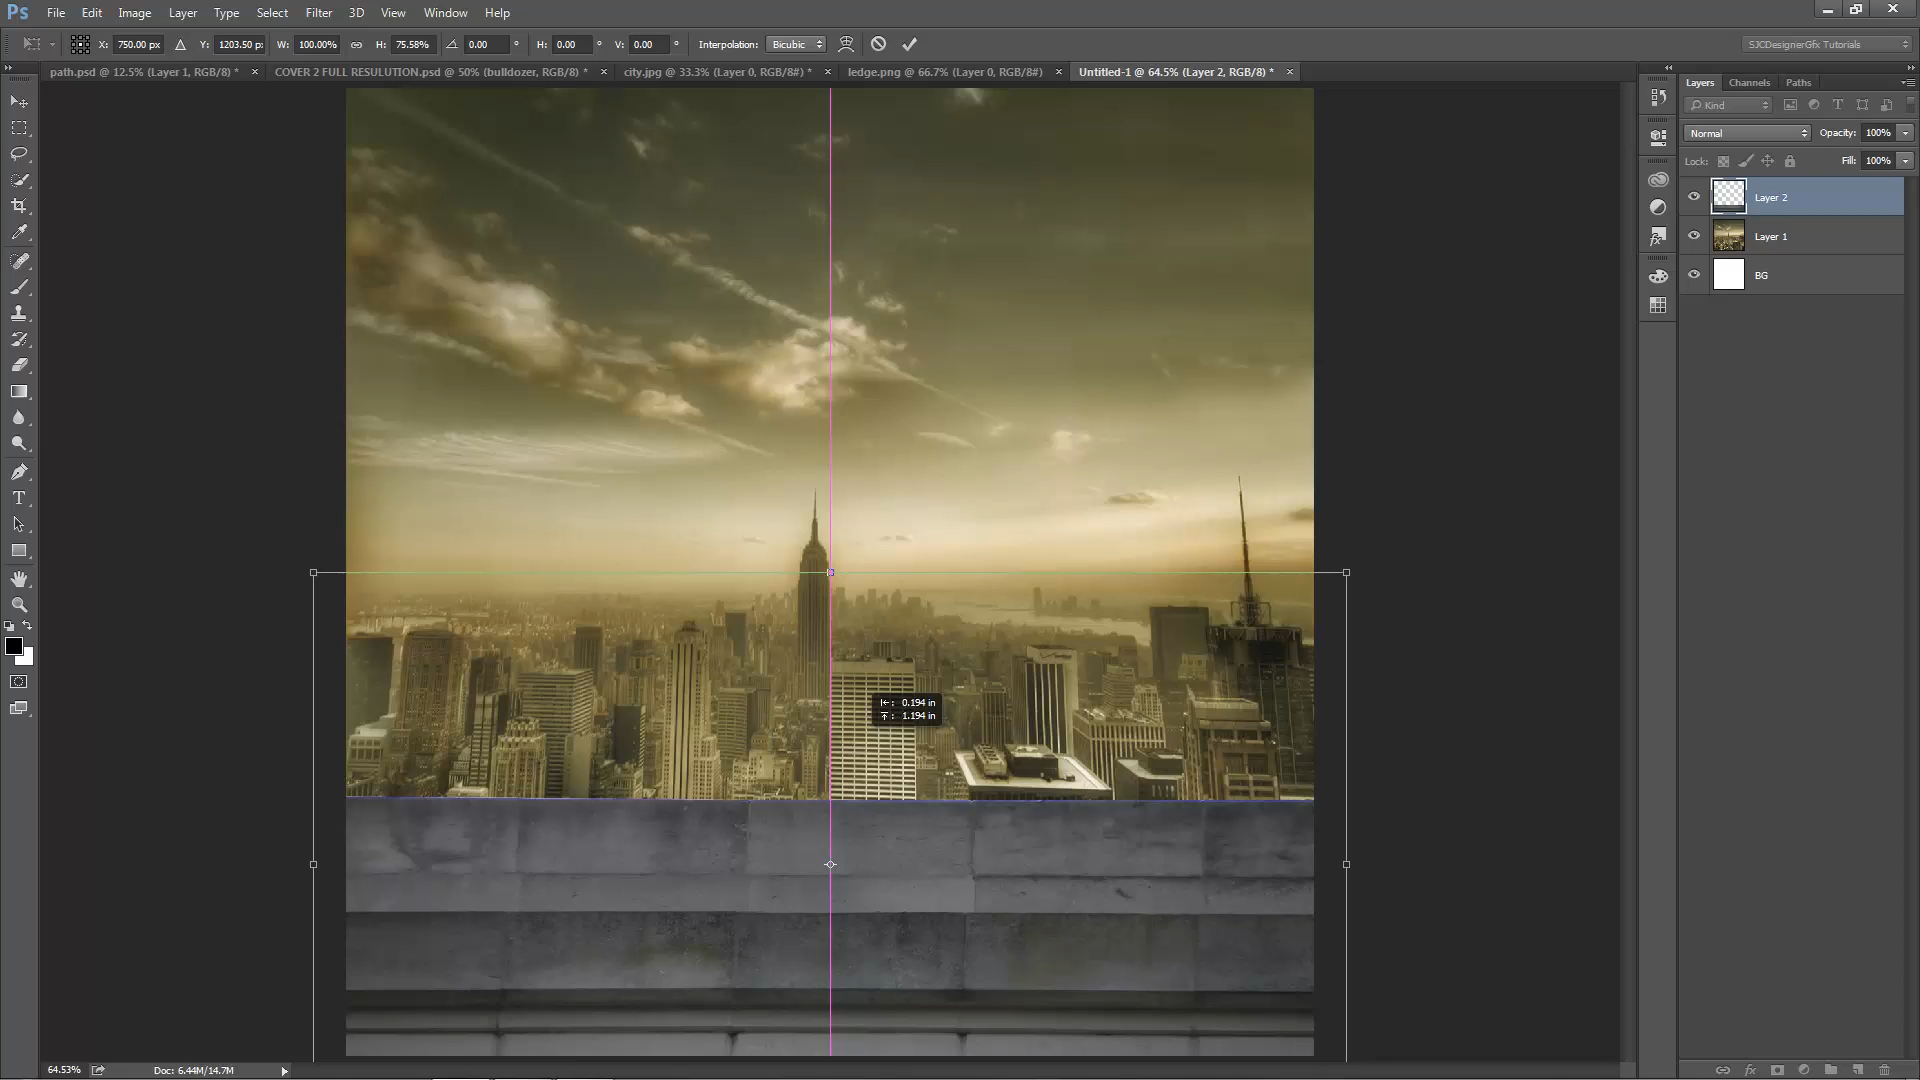 Ps File Edit Image Layer Type Select Filter 3D View Window Help
X: 750.00 px Y: 1203.50 px W: 100.00% H: 75.58% 0.00 ° H: 0.00 ° V: 0.00 ° Interpolation: Bicubic SJCDesignerGfx Tutorials
path.psd @ 12.5% (Layer 1, RGB/8) * × COVER 2 FULL RESULUTION.psd @ 50% (bulldozer, RGB/8) * × city.jpg @ 33.3% (Layer 0, RGB/8#) * × ledge.png @ 66.7% (Layer 0, RGB/8#) × Untitled-1 @ 64.5% (Layer 2, RGB/8) * ×
Layers Channels Paths
Kind
Normal Opacity: 100%
Lock: Fill: 100%
Layer 2
Layer 1
BG
0.194 in
1.194 in
64.53% Doc: 6.44M/14.7M